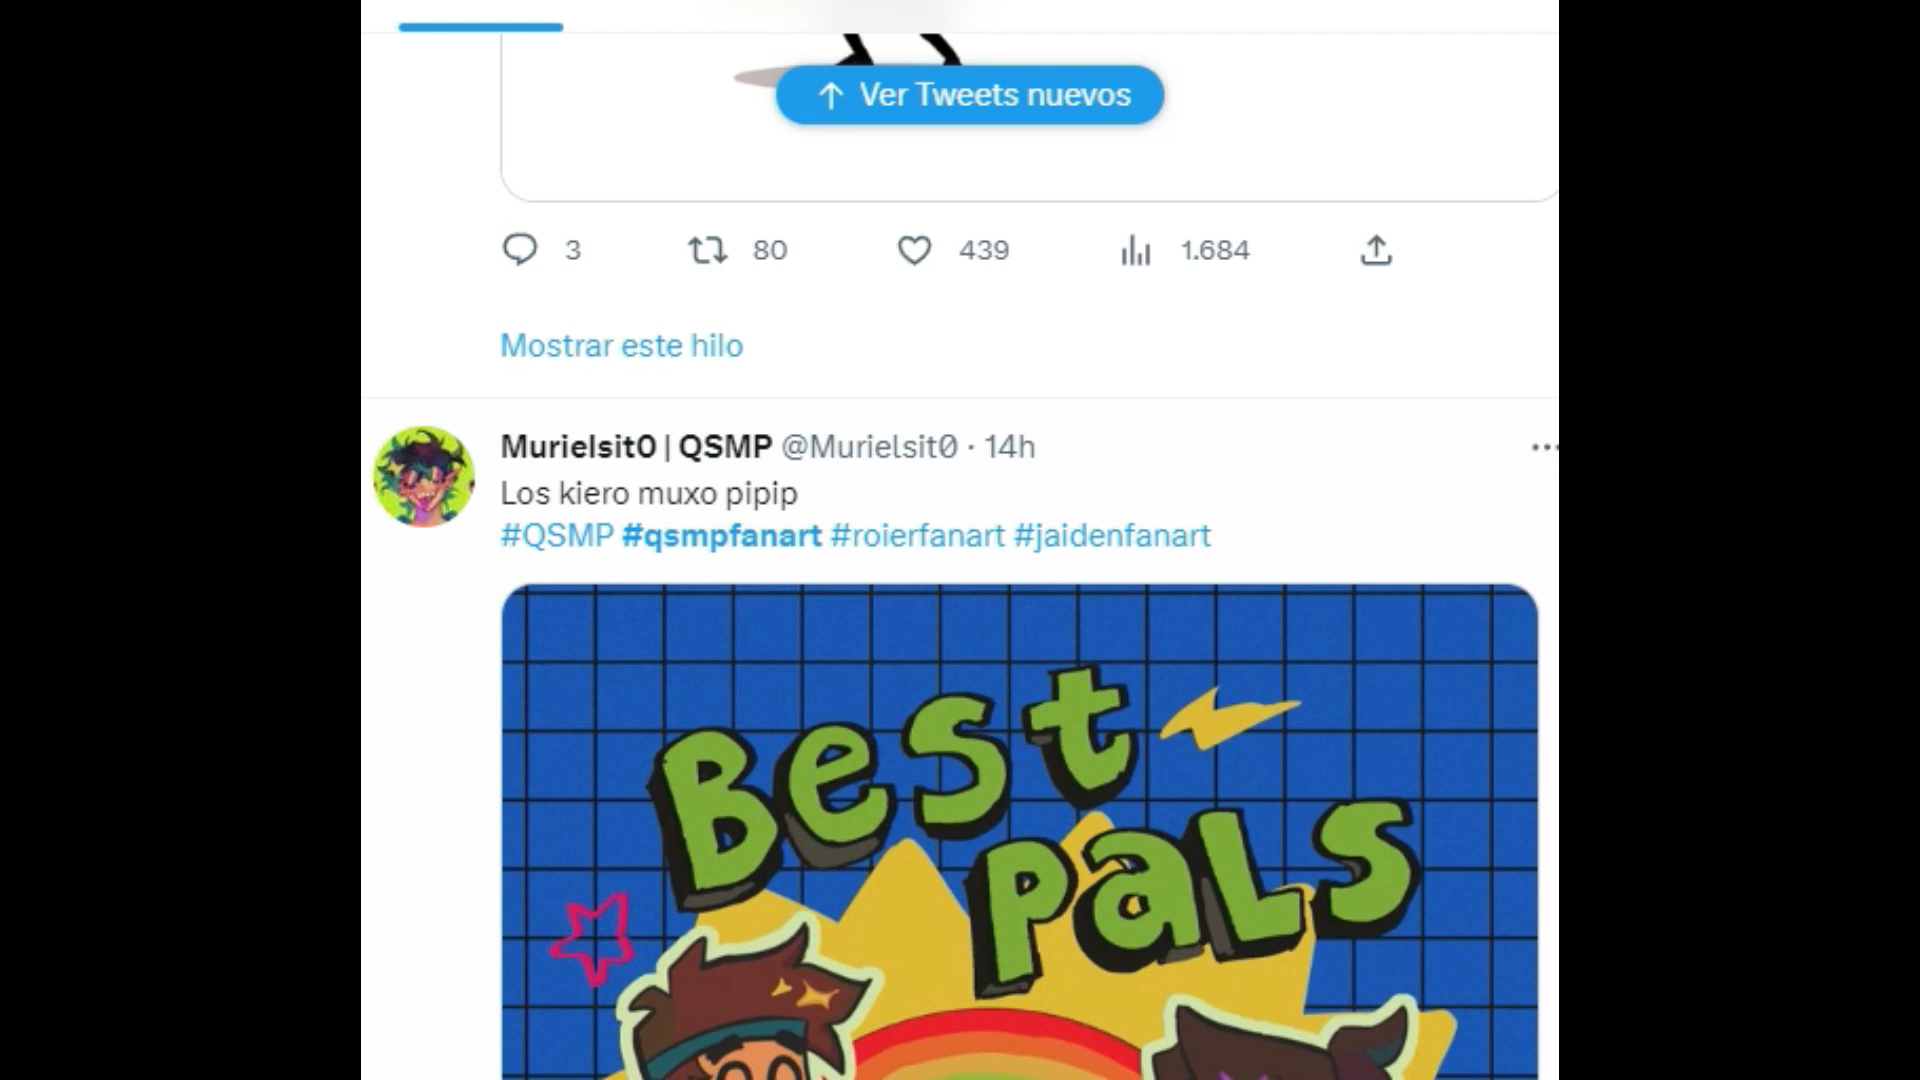 Ver Tweets nuevos
3 80 439 1.684
Mostrar este hilo
Murielsit0 | QSMP @Murielsit0 · 14h
Los kiero muxo pipip
#QSMP #qsmpfanart #roierfanart #jaidenfanart
Best
pals